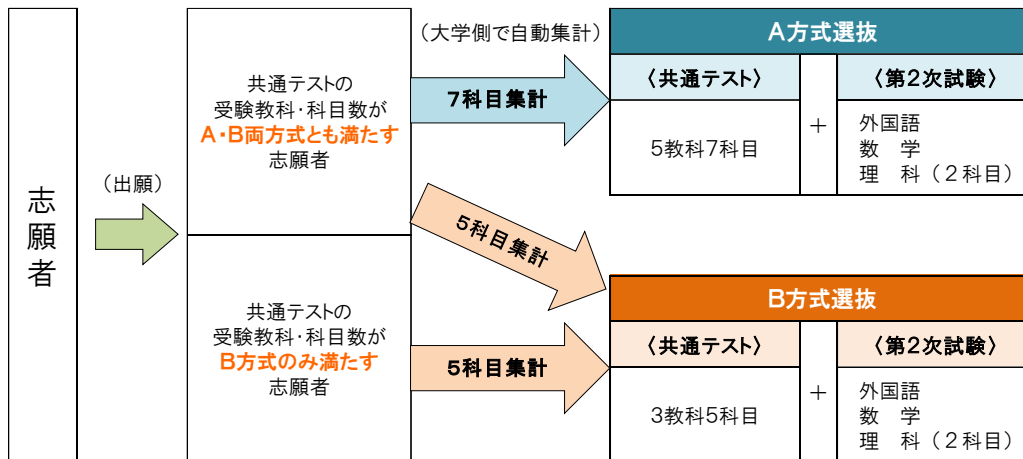 志願者
（出願）
共通テストの
受験教科・科目数が
A・B両方式とも満たす
志願者
共通テストの
受験教科・科目数が
B方式のみ満たす
志願者
（大学側で自動集計）
7科目集計
5科目集計
5科目集計
A方式選抜
〈共通テスト〉
＋
〈第2次試験〉
5教科7科目
外国語
数　学
理　科（２科目）
B方式選抜
〈共通テスト〉
＋
〈第2次試験〉
3教科5科目
外国語
数　学
理　科（２科目）